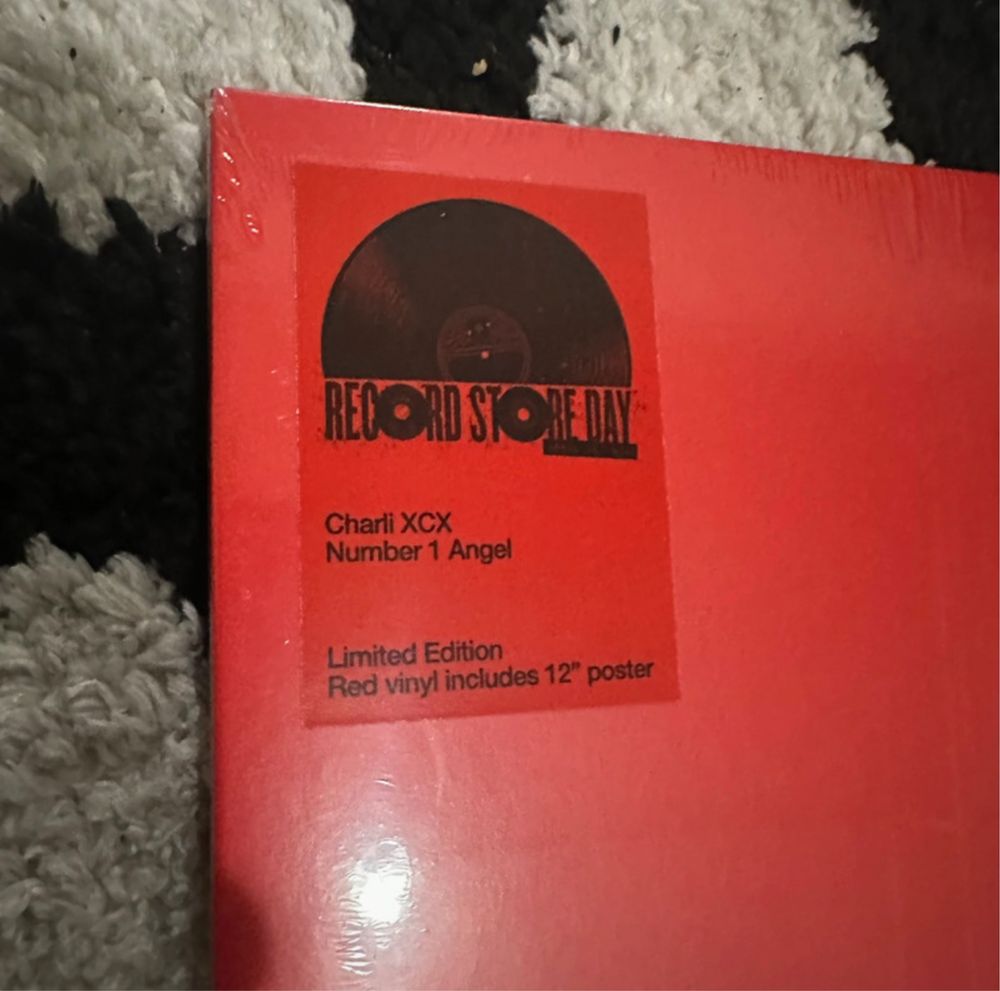 RECORD STORE DAY
Charli XCX
Number 1 Angel
Limited Edition
Red vinyl includes 12” poster